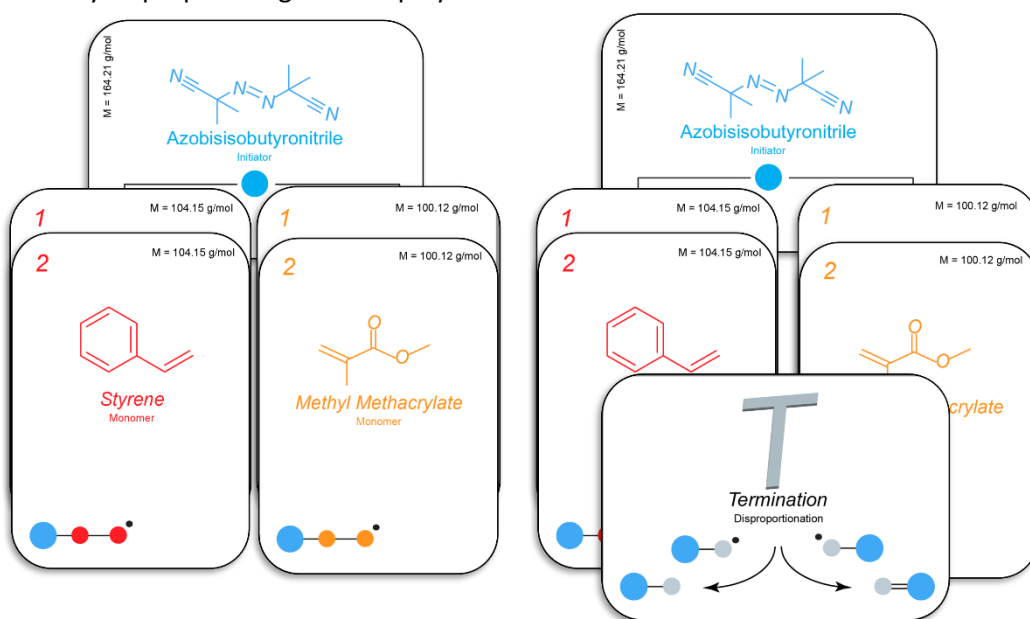 M = 164.21 g/mol
N
N
N
N
Azobisisobutyronitrile
Initiator
1
M = 104.15 g/mol
2
M = 104.15 g/mol
Styrene
Monomer
1
M = 100.12 g/mol
2
M = 100.12 g/mol
O
O
Methyl Methacrylate
Monomer
M = 164.21 g/mol
N
N
N
N
Azobisisobutyronitrile
Initiator
1
M = 104.15 g/mol
2
M = 104.15 g/mol
1
M = 100.12 g/mol
2
M = 100.12 g/mol
O
O
crylate
T
Termination
Disproportionation